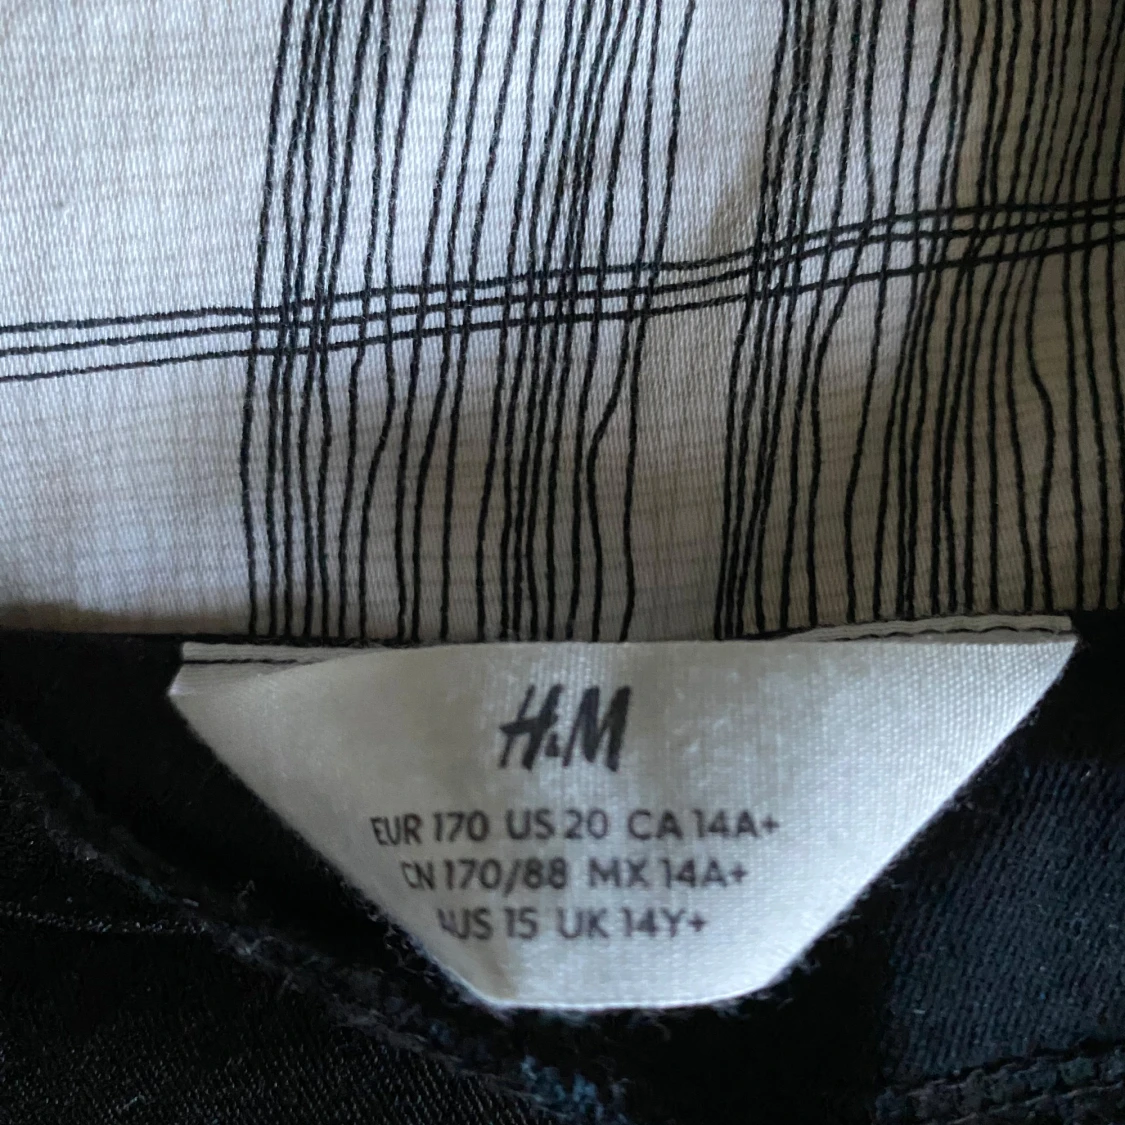 H&M
EUR 170 US 20 CA 14A+
CN 170/88 MX 14A+
AUS 15 UK 14Y+